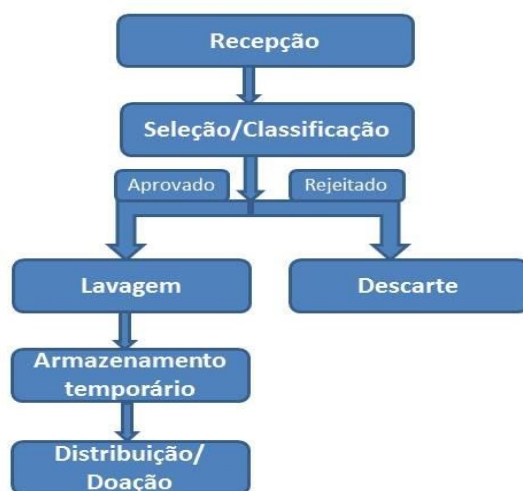 Recepção
Seleção/Classificação
Aprovado
Rejeitado
Lavagem
Descarte
Armazenamento
temporário
Distribuição/
Doação